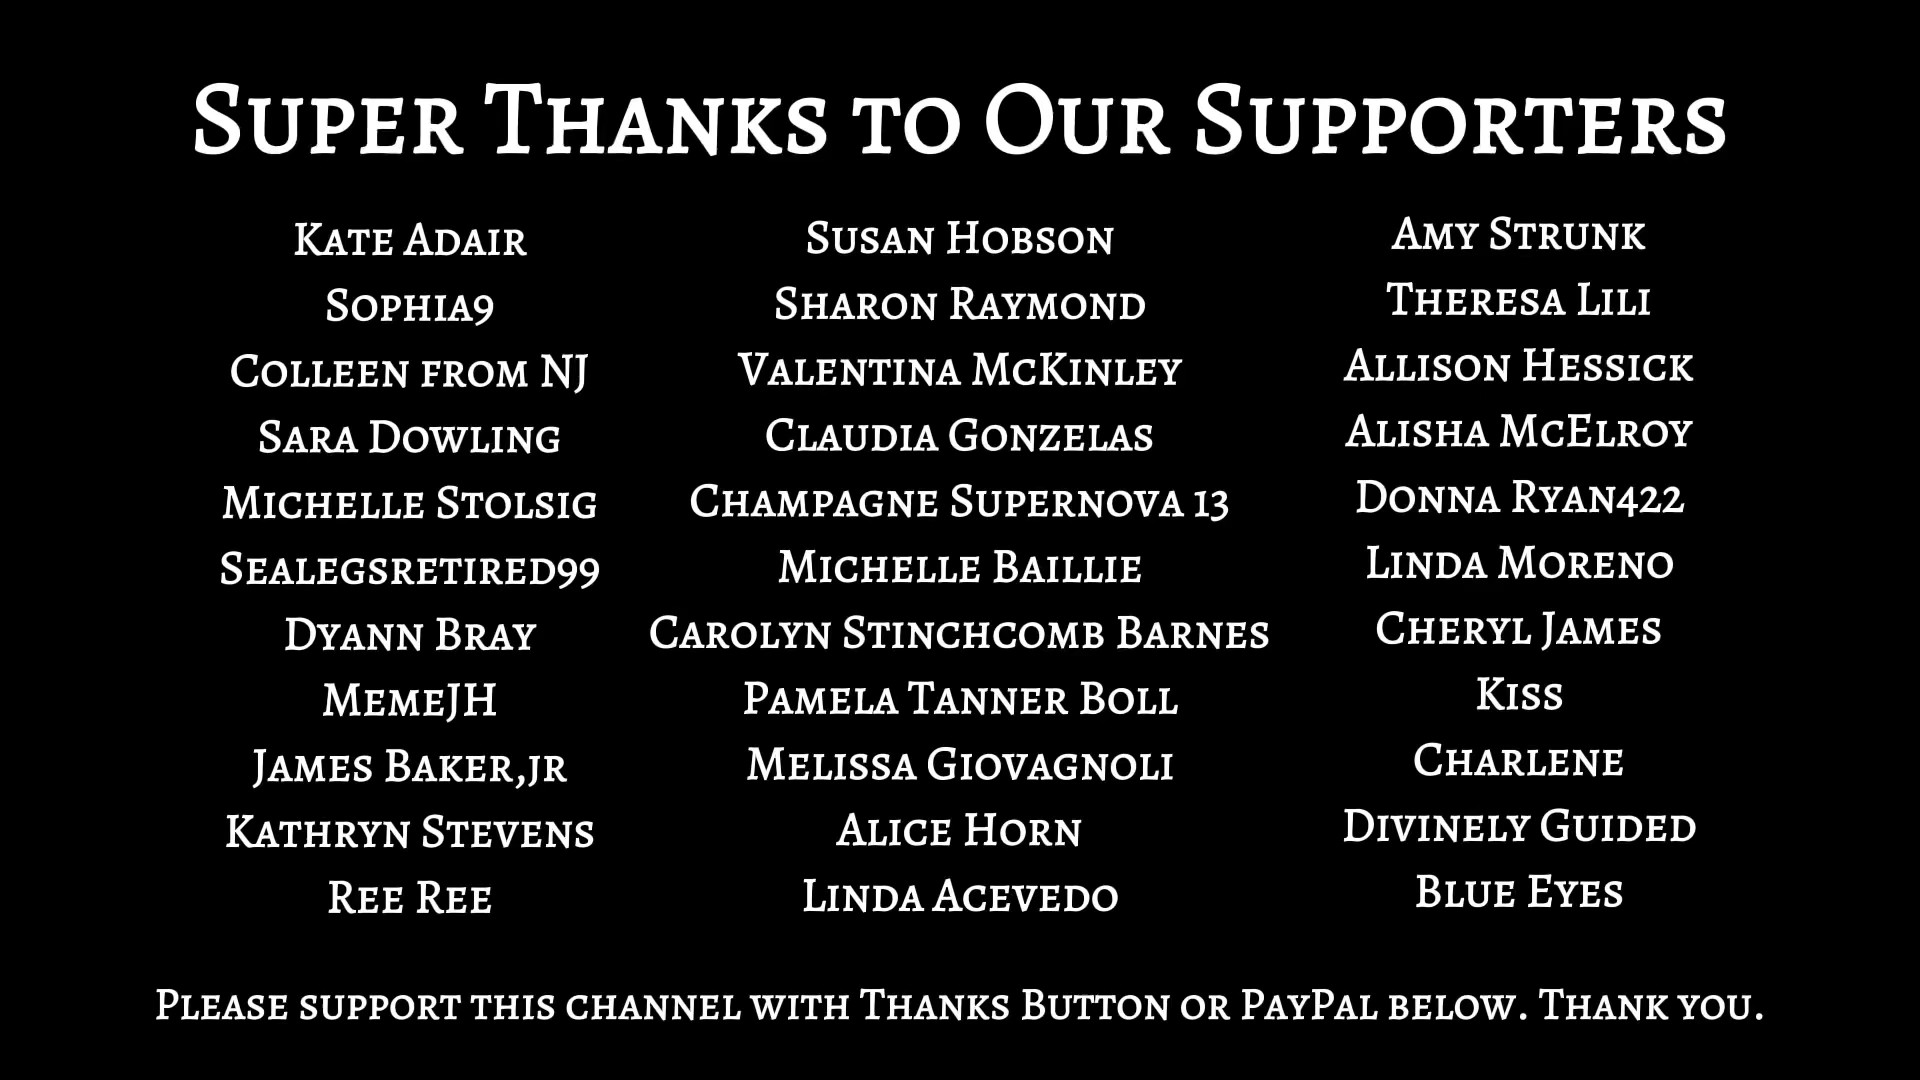 Super Thanks to Our Supporters
Kate Adair
Sophia9
Colleen from NJ
Sara Dowling
Michelle Stolsig
Sealegsretired99
Dyann Bray
MemeJH
James Baker,jr
Kathryn Stevens
Ree Ree
Susan Hobson
Sharon Raymond
Valentina McKinley
Claudia Gonzelas
Champagne Supernova 13
Michelle Baillie
Carolyn Stinchcomb Barnes
Pamela Tanner Boll
Melissa Giovagnoli
Alice Horn
Linda Acevedo
Amy Strunk
Theresa Lili
Allison Hessick
Alisha McElroy
Donna Ryan422
Linda Moreno
Cheryl James
Kiss
Charlene
Divinely Guided
Blue Eyes
Please support this channel with Thanks Button or PayPal below. Thank you.